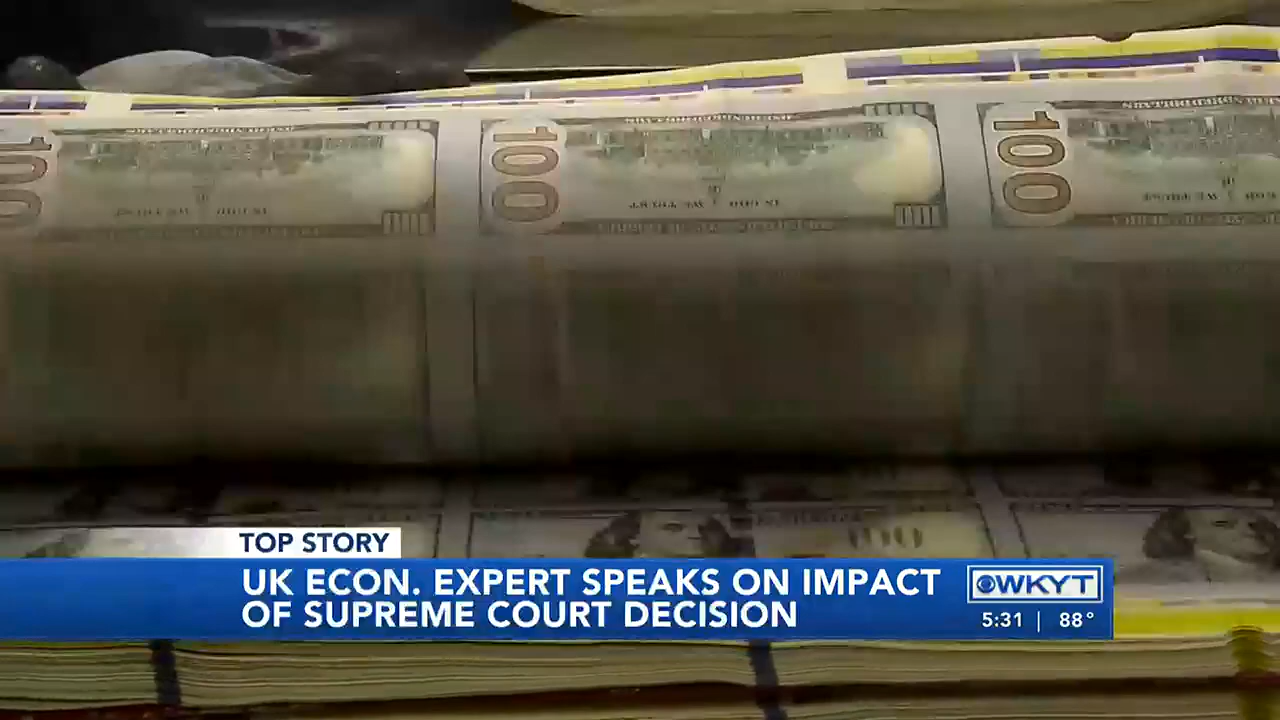 100
100
100
TOP STORY
UK ECON. EXPERT SPEAKS ON IMPACT
OF SUPREME COURT DECISION
WKYT
5:31 | 88°